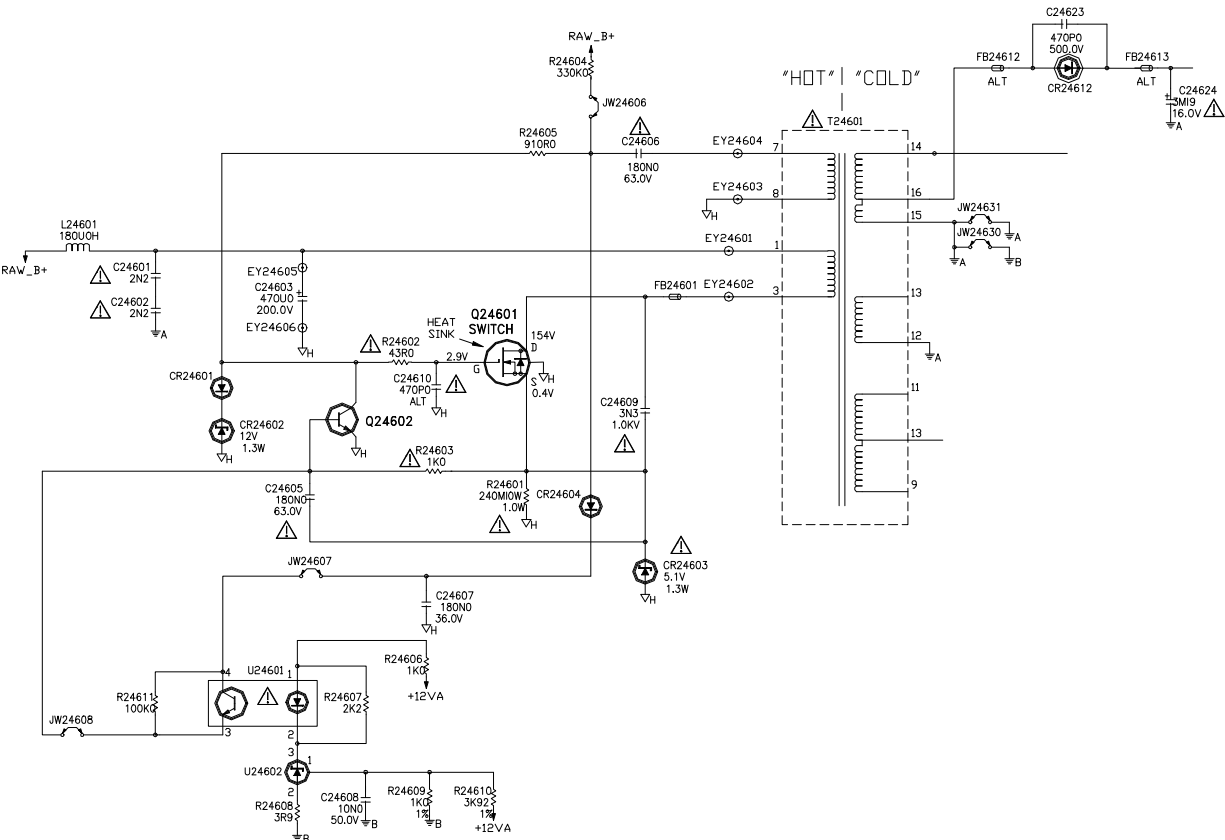 C24623
470P0
500.0V
FB24612
ALT
CR24612
FB24613
ALT
C24624
3MI9
16.0V
A
RAW_B+
R24604
330K0
JW24606
"HOT" | "COLD"
T24601
R24605
910R0
C24606
180N0
63.0V
EY24604
7
14
EY24603
8
16
H
15
JW24631
A
JW24630
A
B
L24601
180U0H
RAW_B+
EY24601
1
C24601
2N2
C24602
2N2
A
EY24605
C24603
470U0
200.0V
EY24606
H
FB24601
EY24602
3
13
12
A
11
13
9
HEAT
SINK
Q24601
SWITCH
154V
D
R24602
43R0
2.9V
G
H
S
0.4V
C24610
470P0
ALT
H
CR24601
CR24602
12V
1.3W
H
Q24602
H
C24609
3N3
1.0KV
R24603
1K0
C24605
180N0
63.0V
R24601
240MI0W
1.0W
H
CR24604
CR24603
5.1V
1.3W
H
JW24607
C24607
180N0
36.0V
H
R24606
1K0
+12VA
4
U24601
1
R24611
100K0
R24607
2K2
JW24608
3
2
3
U24602
1
2
R24608
3R9
B
C24608
10N0
50.0V
B
R24609
1K0
1%
B
R24610
3K92
1%
+12VA